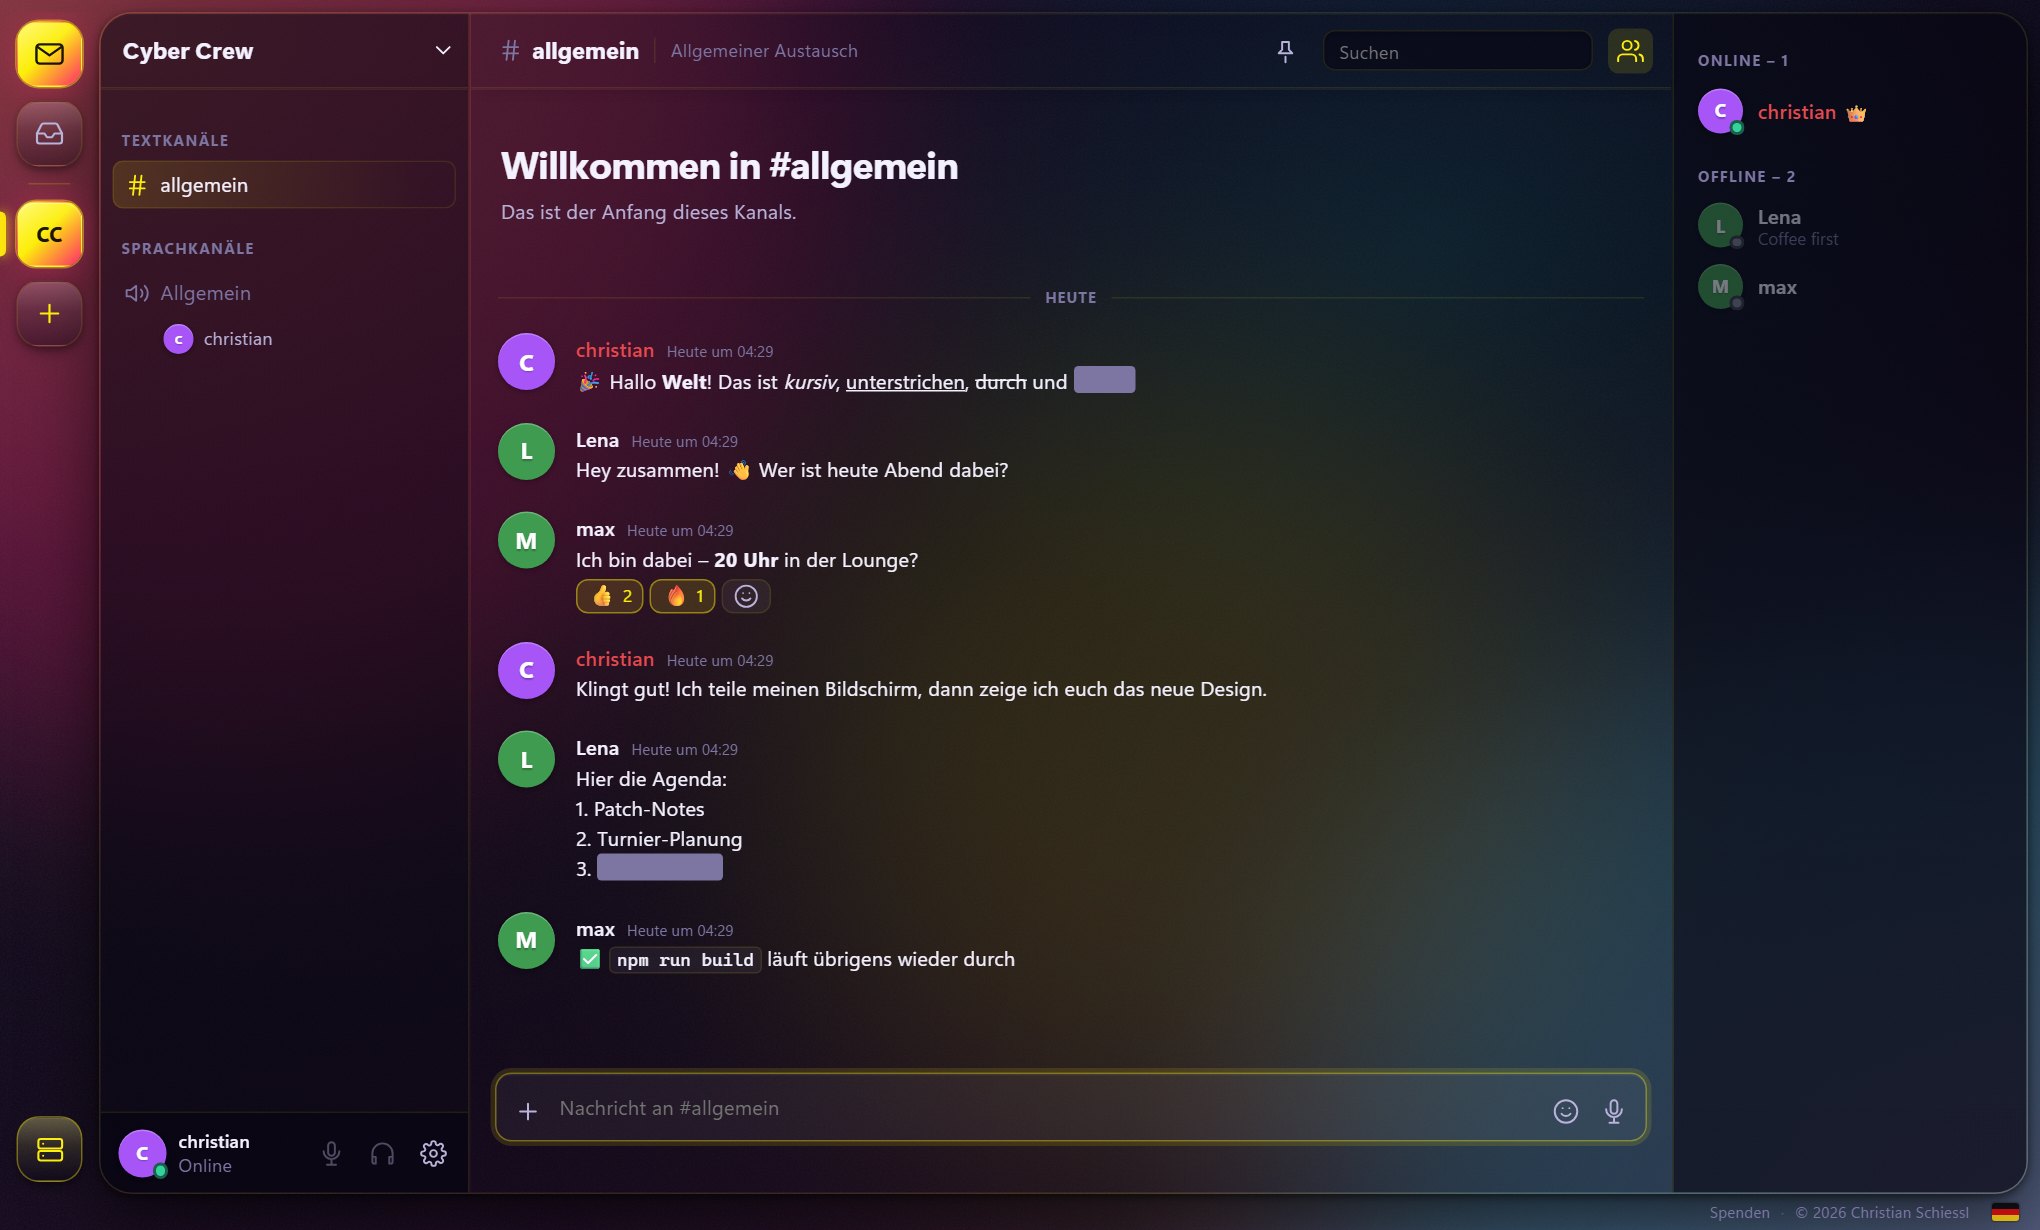 Cyber Crew
TEXTKANÄLE
# allgemein
SPRACHKANÄLE
Allgemein
C christian
CC
C christian
Online
# allgemein Allgemeiner Austausch
Suchen
Willkommen in #allgemein
Das ist der Anfang dieses Kanals.
HEUTE
C christian Heute um 04:29
🎉 Hallo Welt! Das ist kursiv, unterstrichen, durch und
L Lena Heute um 04:29
Hey zusammen! 👋 Wer ist heute Abend dabei?
M max Heute um 04:29
Ich bin dabei – 20 Uhr in der Lounge?
👍 2 🔥 1
C christian Heute um 04:29
Klingt gut! Ich teile meinen Bildschirm, dann zeige ich euch das neue Design.
L Lena Heute um 04:29
Hier die Agenda:
1. Patch-Notes
2. Turnier-Planung
3.
M max Heute um 04:29
✅ npm run build läuft übrigens wieder durch
Nachricht an #allgemein
ONLINE – 1
C christian 👑
OFFLINE – 2
L Lena
Coffee first
M max
Spenden · © 2026 Christian Schiessl